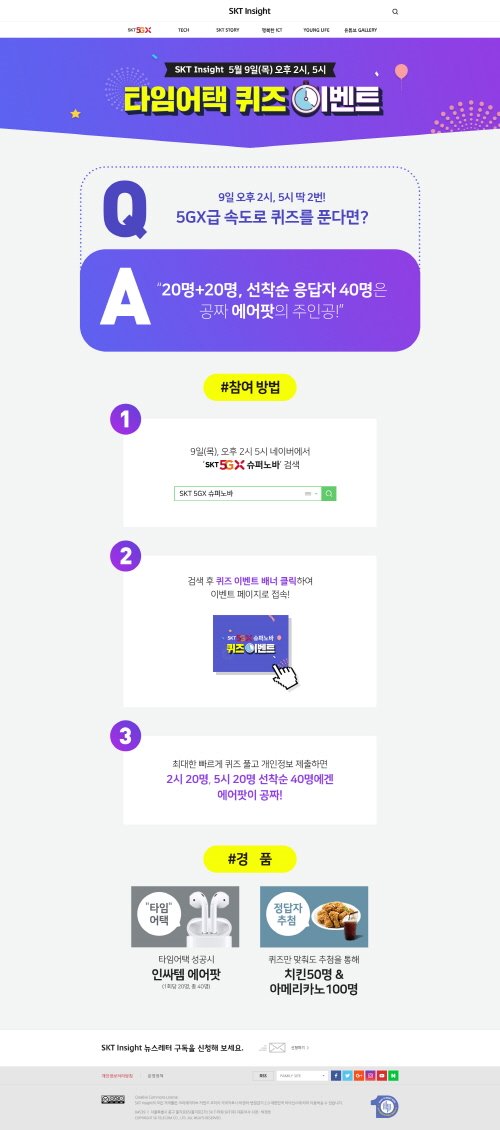 SKT Insight
SKT 5GX TECH SKT STORY 행복한 ICT YOUNG LIFE 유튜브 GALLERY
SKT Insight 5월 9일(목) 오후 2시, 5시
타임어택 퀴즈 이벤트
Q
9일 오후 2시, 5시 딱 2번!
5GX급 속도로 퀴즈를 푼다면?
A
“20명+20명, 선착순 응답자 40명은
공짜 에어팟의 주인공!”
#참여 방법
1
9일(목), 오후 2시 5시 네이버에서
‘SKT 5GX 슈퍼노바’ 검색
SKT 5GX 슈퍼노바
2
검색 후 퀴즈 이벤트 배너 클릭하여
이벤트 페이지로 접속!
SKT 5GX 슈퍼노바
퀴즈이벤트
3
최대한 빠르게 퀴즈 풀고 개인정보 제출하면
2시 20명, 5시 20명 선착순 40명에겐
에어팟이 공짜!
#경 품
"타임"
어택
정답자
추첨
타임어택 성공시
인싸템 에어팟
(1회당 20명, 총 40명)
퀴즈만 맞춰도 추첨을 통해
치킨50명 &
아메리카노100명
SKT Insight 뉴스레터 구독을 신청해 보세요.
신청하기
개인정보처리방침 운영정책 RSS FAMILY SITE
Creative Commons License